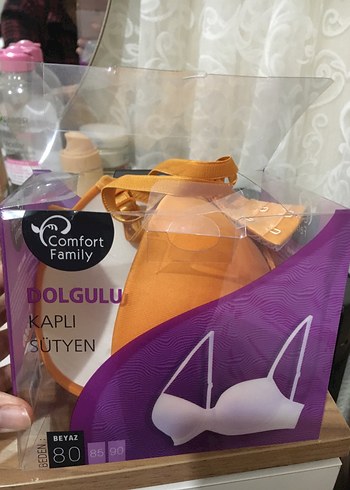 Comfort
Family
DOLGULU
KAPLI
SÜTYEN
BEDEN:
BEYAZ
80 85 90